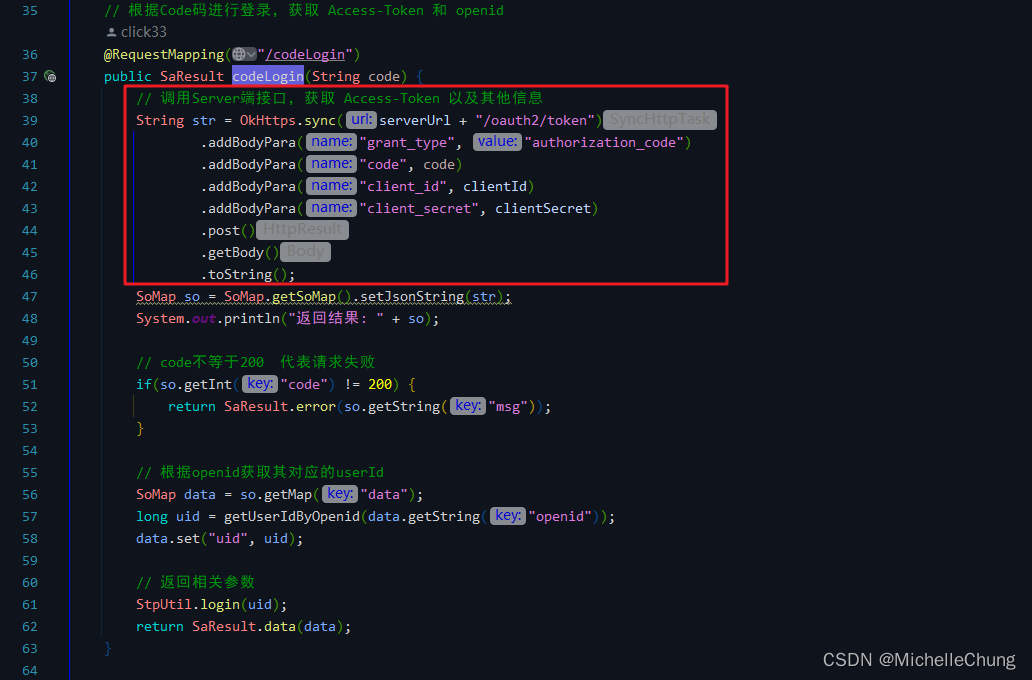 35 // 根据Code码进行登录，获取 Access-Token 和 openid
click33
36 @RequestMapping("/codeLogin")
37 public SaResult codeLogin(String code) {
38 // 调用Server端接口，获取 Access-Token 以及其他信息
39 String str = OkHttps.sync( url: serverUrl + "/oauth2/token") SyncHttpTask
40 .addBodyPara( name: "grant_type", value: "authorization_code")
41 .addBodyPara( name: "code", code)
42 .addBodyPara( name: "client_id", clientId)
43 .addBodyPara( name: "client_secret", clientSecret)
44 .post() HttpResult
45 .getBody() Body
46 .toString();
47 SoMap so = SoMap.getSoMap().setJsonString(str);
48 System.out.println("返回结果: " + so);
49
50 // code不等于200  代表请求失败
51 if(so.getInt( key: "code") != 200) {
52 return SaResult.error(so.getString( key: "msg"));
53 }
54
55 // 根据openid获取其对应的userId
56 SoMap data = so.getMap( key: "data");
57 long uid = getUserIdByOpenid(data.getString( key: "openid"));
58 data.set("uid", uid);
59
60 // 返回相关参数
61 StpUtil.login(uid);
62 return SaResult.data(data);
63 }
64
CSDN @MichelleChung